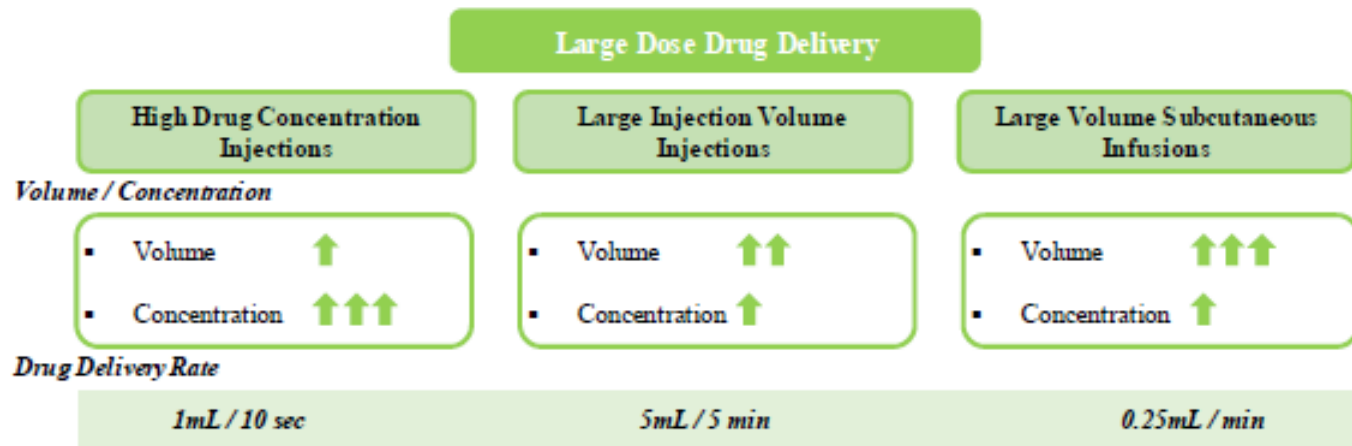 Large Dose Drug Delivery
High Drug Concentration
Injections
Large Injection Volume
Injections
Large Volume Subcutaneous
Infusions
Volume / Concentration
Volume
Concentration
Volume
Concentration
Volume
Concentration
Drug Delivery Rate
1mL / 10 sec
5mL / 5 min
0.25mL / min